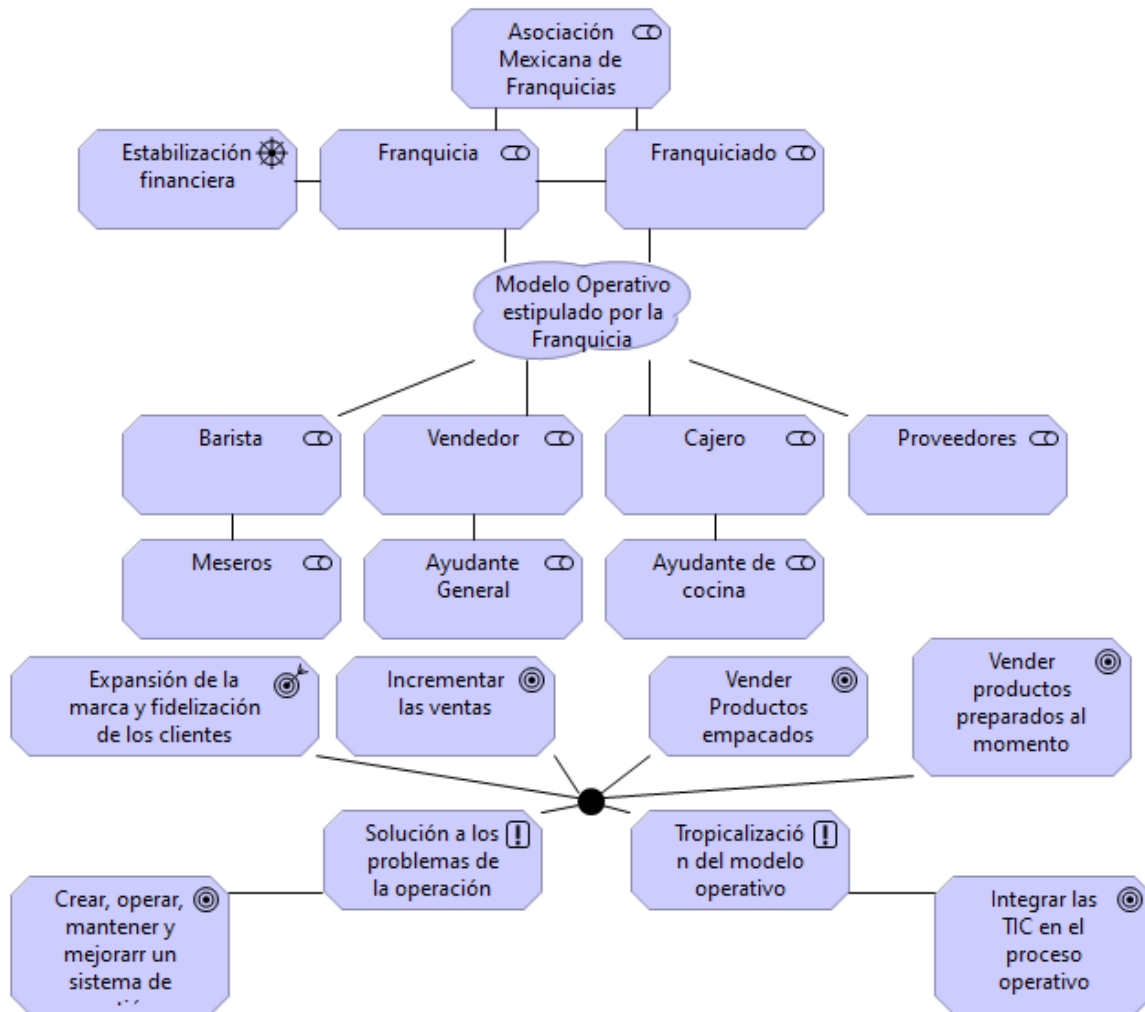 Asociación
Mexicana de
Franquicias
Estabilización
financiera
Franquicia
Franquiciado
Modelo Operativo
estipulado por la
Franquicia
Barista
Vendedor
Cajero
Proveedores
Meseros
Ayudante
General
Ayudante de
cocina
Expansión de la
marca y fidelización
de los clientes
Incrementar
las ventas
Vender
Productos
empacados
Vender
productos
preparados al
momento
Solución a los
problemas de
la operación
Tropicalizació
n del modelo
operativo
Crear, operar,
mantener y
mejorarr un
sistema de
Integrar las
TIC en el
proceso
operativo